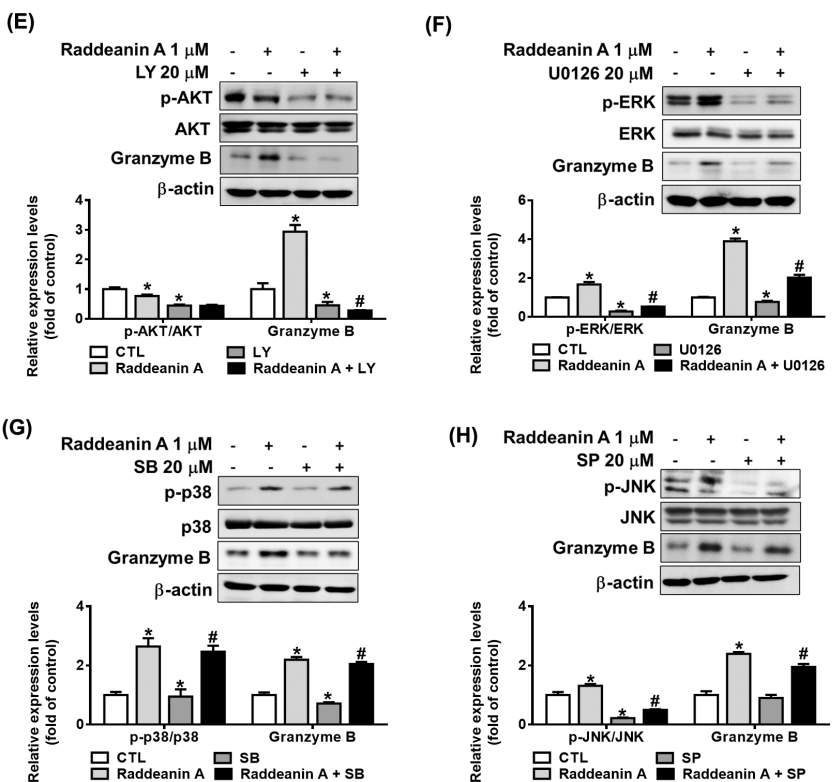 (E)
Raddeanin A 1 μM - + - +
LY 20 μM - - + +
p-AKT
AKT
Granzyme B
β-actin
Relative expression levels
(fold of control)
4
3
2
1
0
* * * * #
p-AKT/AKT Granzyme B
CTL LY
Raddeanin A Raddeanin A + LY
(F)
Raddeanin A 1 μM - + - +
U0126 20 μM - - + +
p-ERK
ERK
Granzyme B
β-actin
Relative expression levels
(fold of control)
6
4
2
0
* * # * * #
p-ERK/ERK Granzyme B
CTL U0126
Raddeanin A Raddeanin A + U0126
(G)
Raddeanin A 1 μM - + - +
SB 20 μM - - + +
p-p38
p38
Granzyme B
β-actin
Relative expression levels
(fold of control)
4
2
0
* * # * * #
p-p38/p38 Granzyme B
CTL SB
Raddeanin A Raddeanin A + SB
(H)
Raddeanin A 1 μM - + - +
SP 20 μM - - + +
p-JNK
JNK
Granzyme B
β-actin
Relative expression levels
(fold of control)
4
2
0
* * # * #
p-JNK/JNK Granzyme B
CTL SP
Raddeanin A Raddeanin A + SP